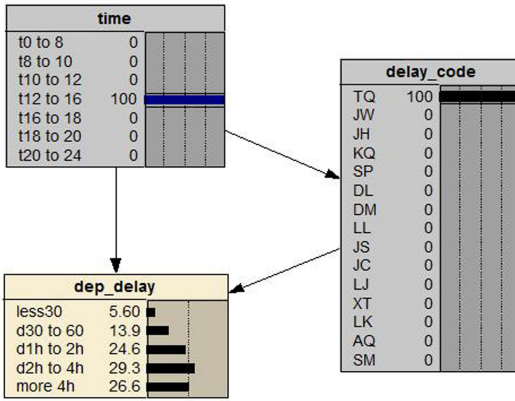 time
t0 to 8 0
t8 to 10 0
t10 to 12 0
t12 to 16 100
t16 to 18 0
t18 to 20 0
t20 to 24 0
delay_code
TQ 100
JW 0
JH 0
KQ 0
SP 0
DL 0
DM 0
LL 0
JS 0
JC 0
LJ 0
XT 0
LK 0
AQ 0
SM 0
dep_delay
less30 5.60
d30 to 60 13.9
d1h to 2h 24.6
d2h to 4h 29.3
more 4h 26.6